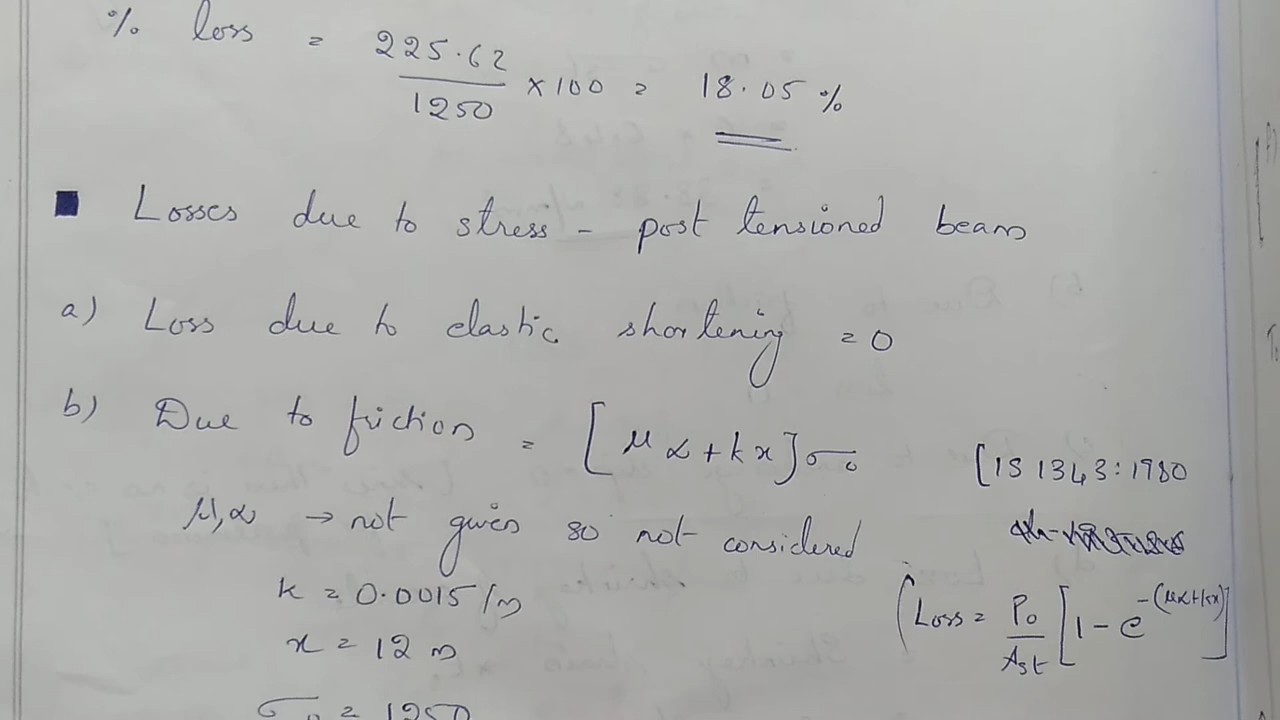 % loss = 225.62 / 1250 × 100 = 18.05 %
■ Losses due to stress - post tensioned beam
a) Loss due to elastic shortening = 0
b) Due to friction = [μα + kx]σ₀
[IS 1343:1980
μ, α → not given so not considered
k = 0.0015 /m
(Loss = P₀/Ast [1 - e^-(μα+kx)]
x = 12 m
σ₀ = 1250